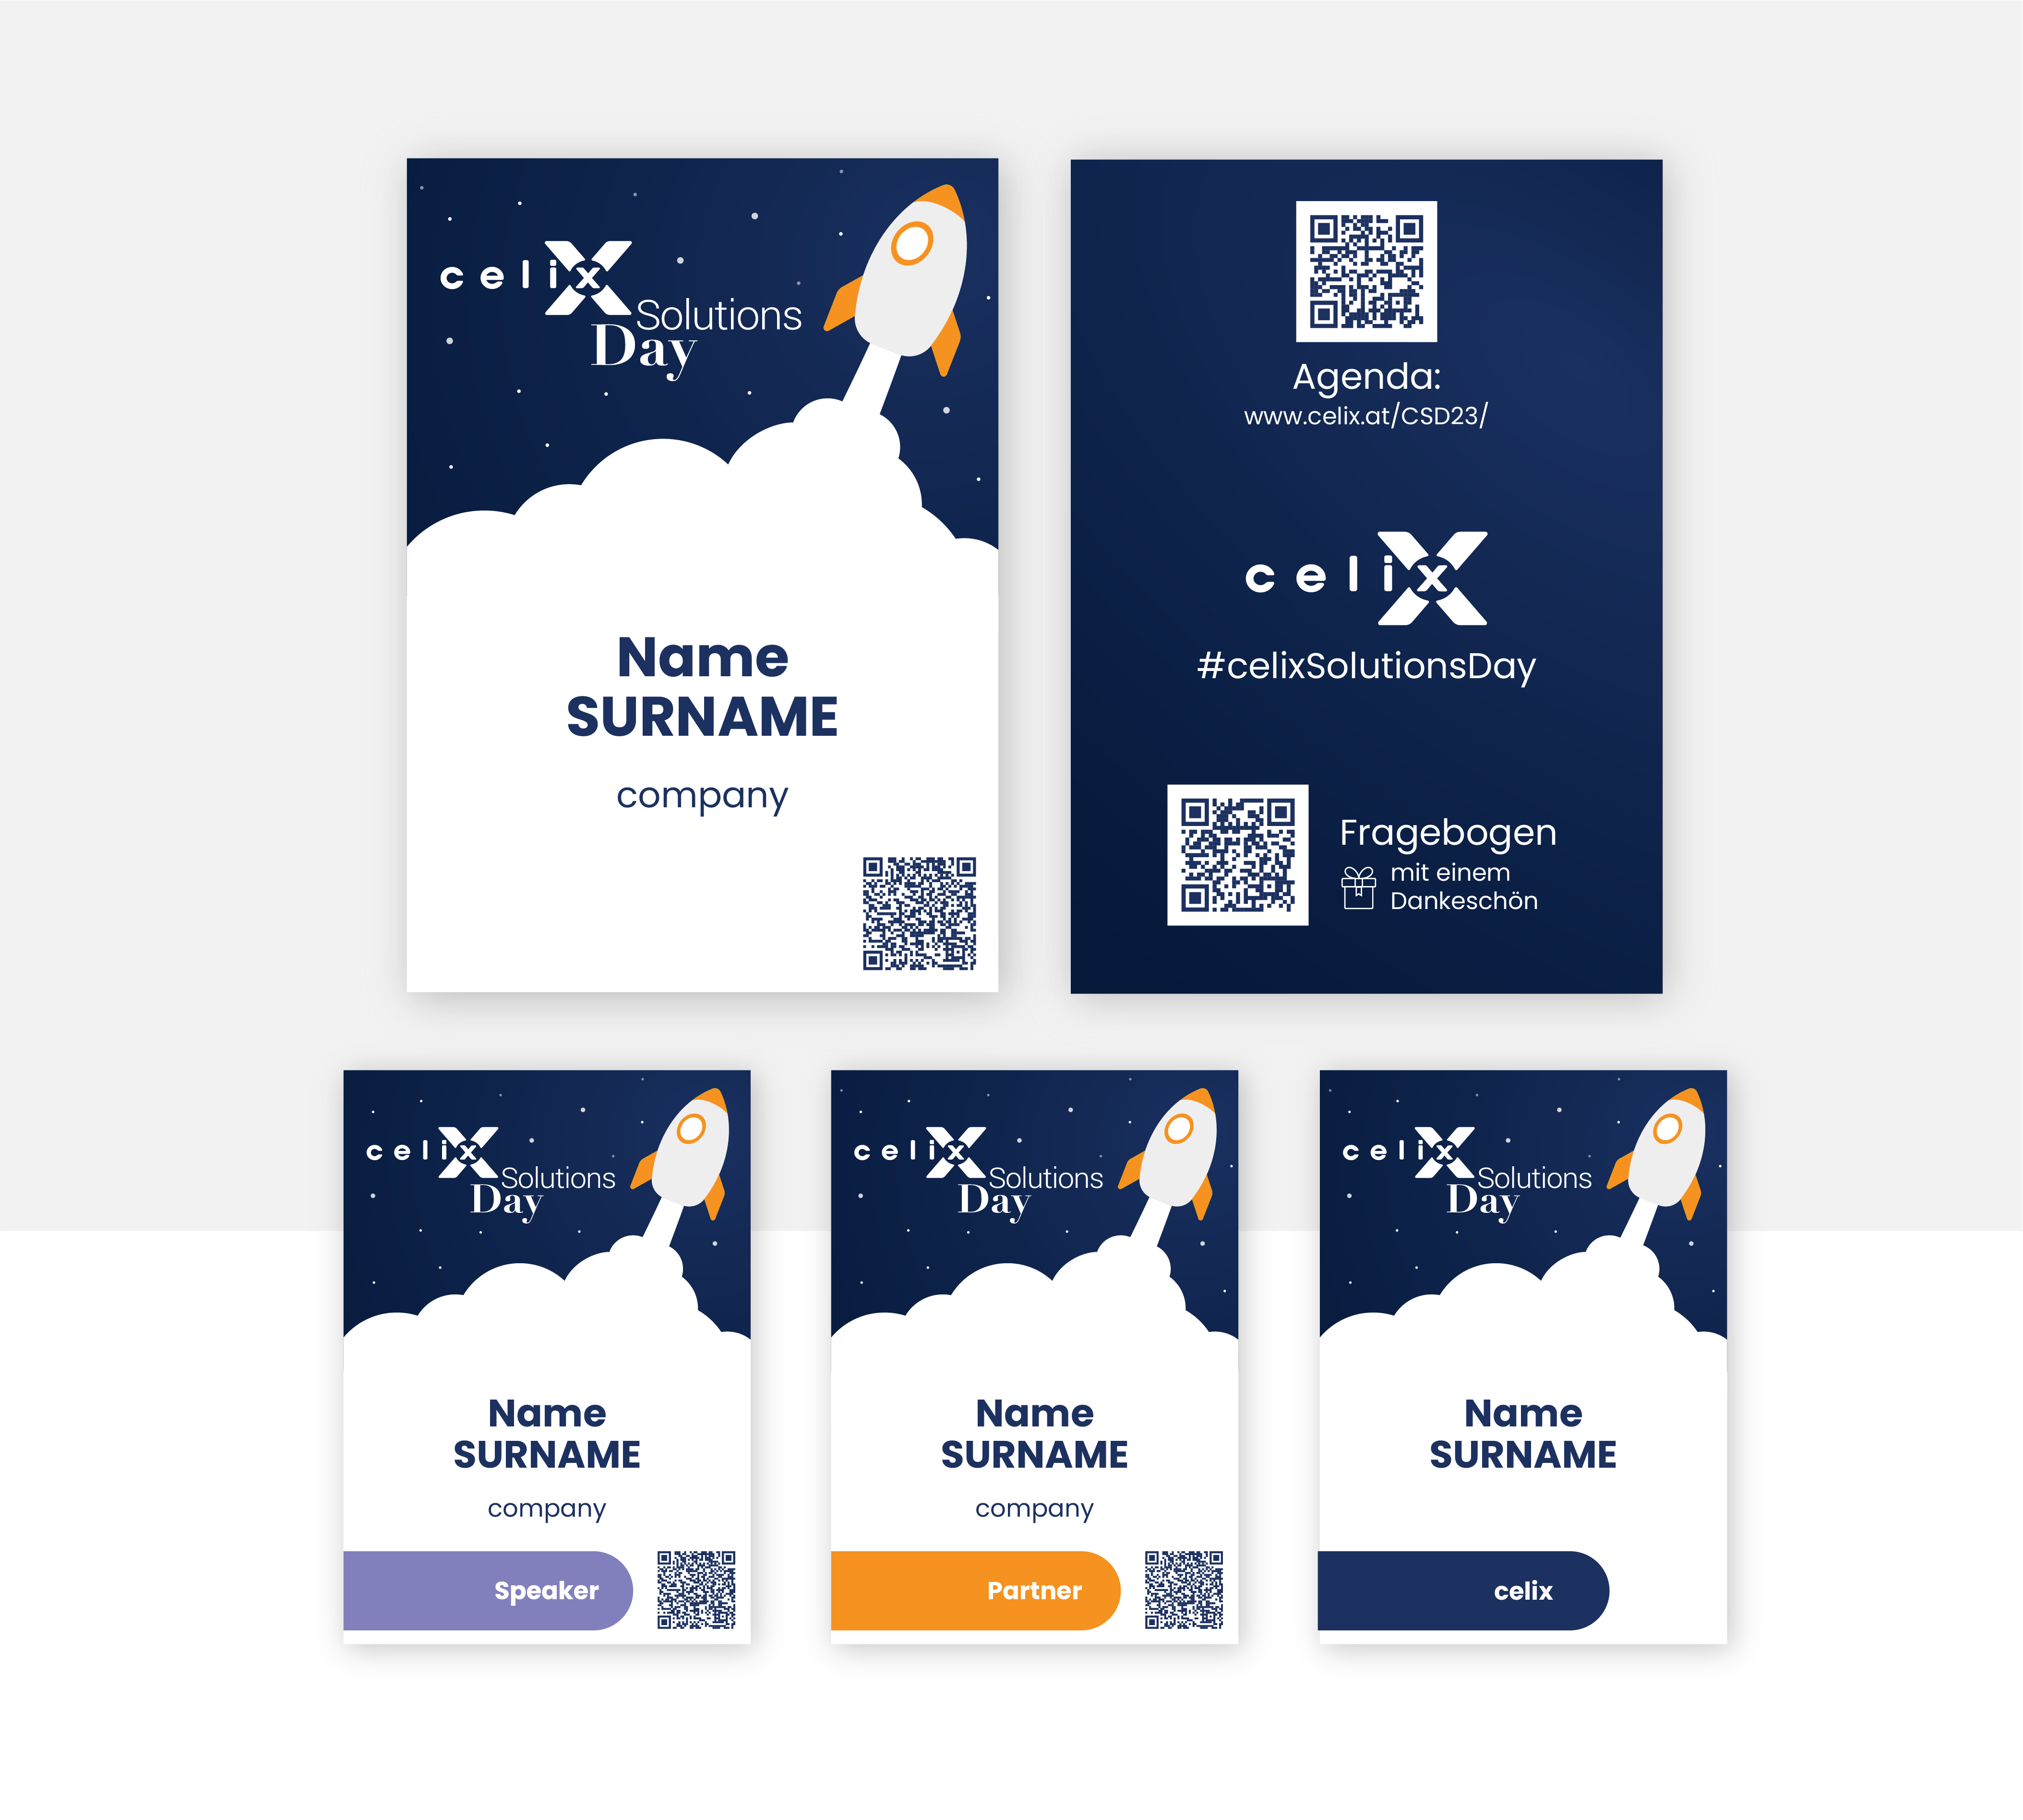 celix
Solutions
Day
Name
SURNAME
company
Agenda:
www.celix.at/CSD23/
celix
#celixSolutionsDay
Fragebogen
mit einem
Dankeschön
celix
Solutions
Day
Name
SURNAME
company
Speaker
celix
Solutions
Day
Name
SURNAME
company
Partner
celix
Solutions
Day
Name
SURNAME
celix